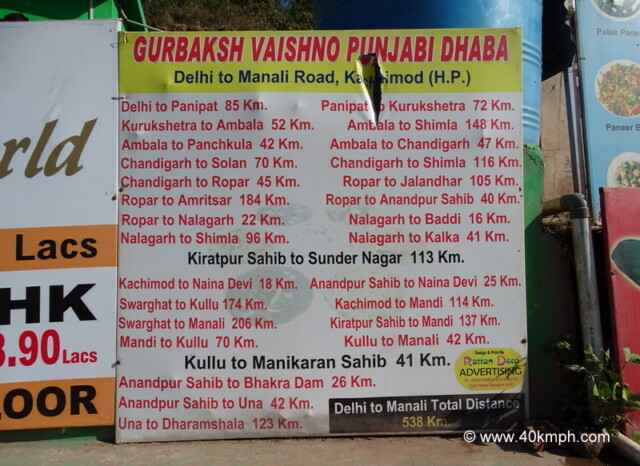 GURBAKSH VAISHNO PUNJABI DHABA
Delhi to Manali Road, (H.P.)
Delhi to Panipat 85 Km.
Panipat to Kurukshetra 72 Km.
Kurukshetra to Ambala 52 Km.
Ambala to Shimla 148 Km.
Ambala to Panchkula 42 Km.
Ambala to Chandigarh 47 Km.
Chandigarh to Solan 70 Km.
Chandigarh to Shimla 116 Km.
Chandigarh to Ropar 45 Km.
Ropar to Jalandhar 105 Km.
Ropar to Amritsar 184 Km.
Ropar to Anandpur Sahib 40 Km.
Ropar to Nalagarh 22 Km.
Nalagarh to Baddi 16 Km.
Nalagarh to Shimla 96 Km.
Nalagarh to Kalka 41 Km.
Kiratpur Sahib to Sunder Nagar 113 Km.
Kachimod to Naina Devi 18 Km.
Anandpur Sahib to Naina Devi 25 Km.
Swarghat to Kullu 174 Km.
Kachimod to Mandi 114 Km.
Swarghat to Manali 206 Km.
Kiratpur Sahib to Mandi 137 Km.
Mandi to Kullu 70 Km.
Kullu to Manali 42 Km.
Kullu to Manikaran Sahib 41 Km.
Anandpur Sahib to Bhakra Dam 26 Km.
Anandpur Sahib to Una 42 Km.
Una to Dharamshala 123 Km.
Delhi to Manali Total Distance
538 Km.
Design & Print By
Rattan Deep
ADVERTISING
rld
Lacs
HK
3.90 Lacs
LOOR
Palak Pane
Paneer B
© www.40kmph.com